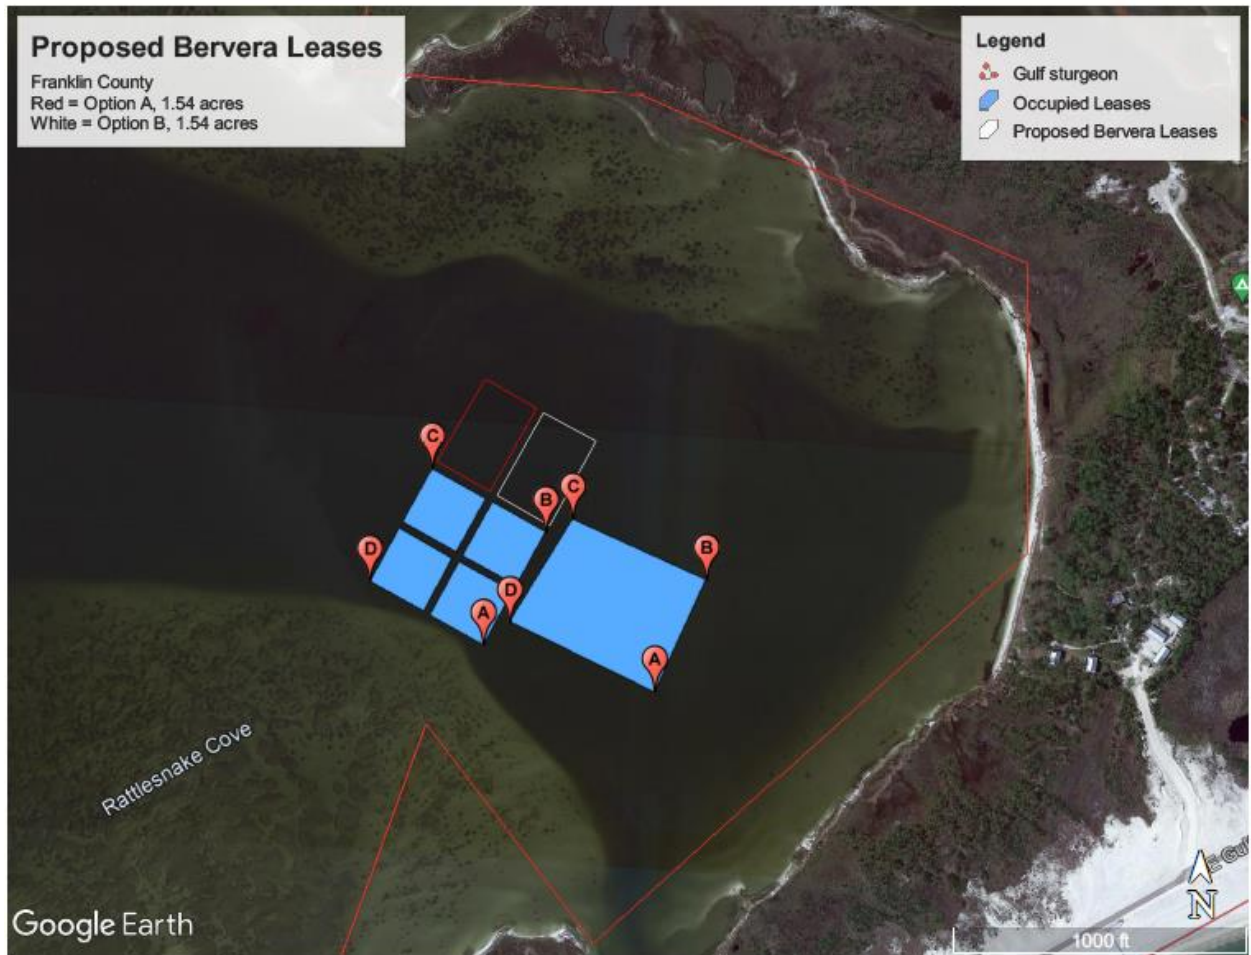 Proposed Bervera Leases
Franklin County
Red = Option A, 1.54 acres
White = Option B, 1.54 acres
Legend
Gulf sturgeon
Occupied Leases
Proposed Bervera Leases
C
B
C
D
B
D
A
A
Rattlesnake Cove
E Gu
N
Google Earth
1000 ft